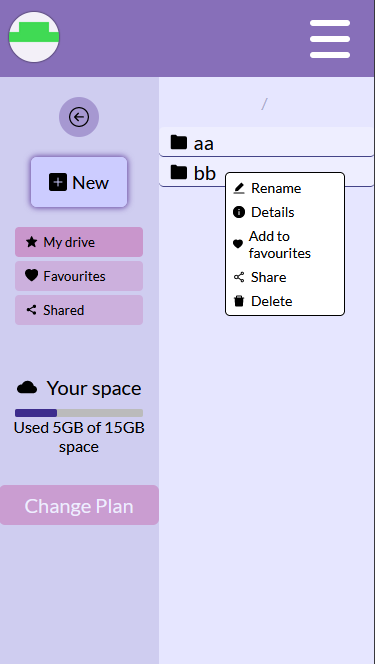 New
My drive
Favourites
Shared
Your space
Used 5GB of 15GB
space
Change Plan
/
aa
bb
Rename
Details
Add to
favourites
Share
Delete